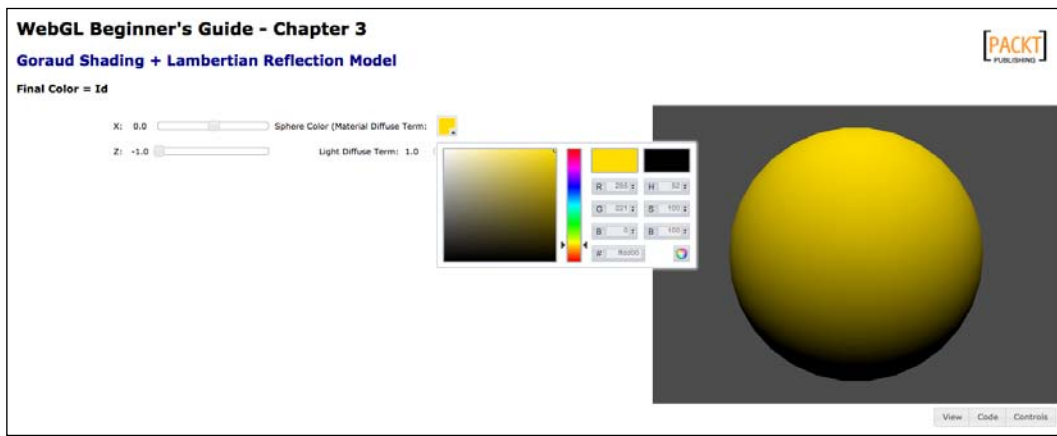 WebGL Beginner's Guide - Chapter 3
PACKT
PUBLISHING
Goraud Shading + Lambertian Reflection Model
Final Color = Id
X: 0.0 Sphere Color (Material Diffuse Term:
Z: -1.0 Light Diffuse Term: 1.0
R 255 H 52
G 221 S 100
B 0 B 100
#
View Code Controls